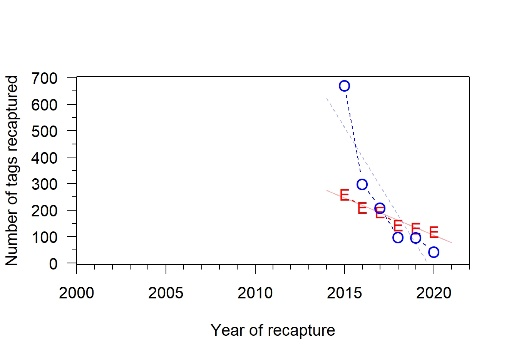 Number of tags recaptured
700
600
500
400
300
200
100
0
O
E O
E
O E
E
O E
O E
O
2000 2005 2010 2015 2020
Year of recapture